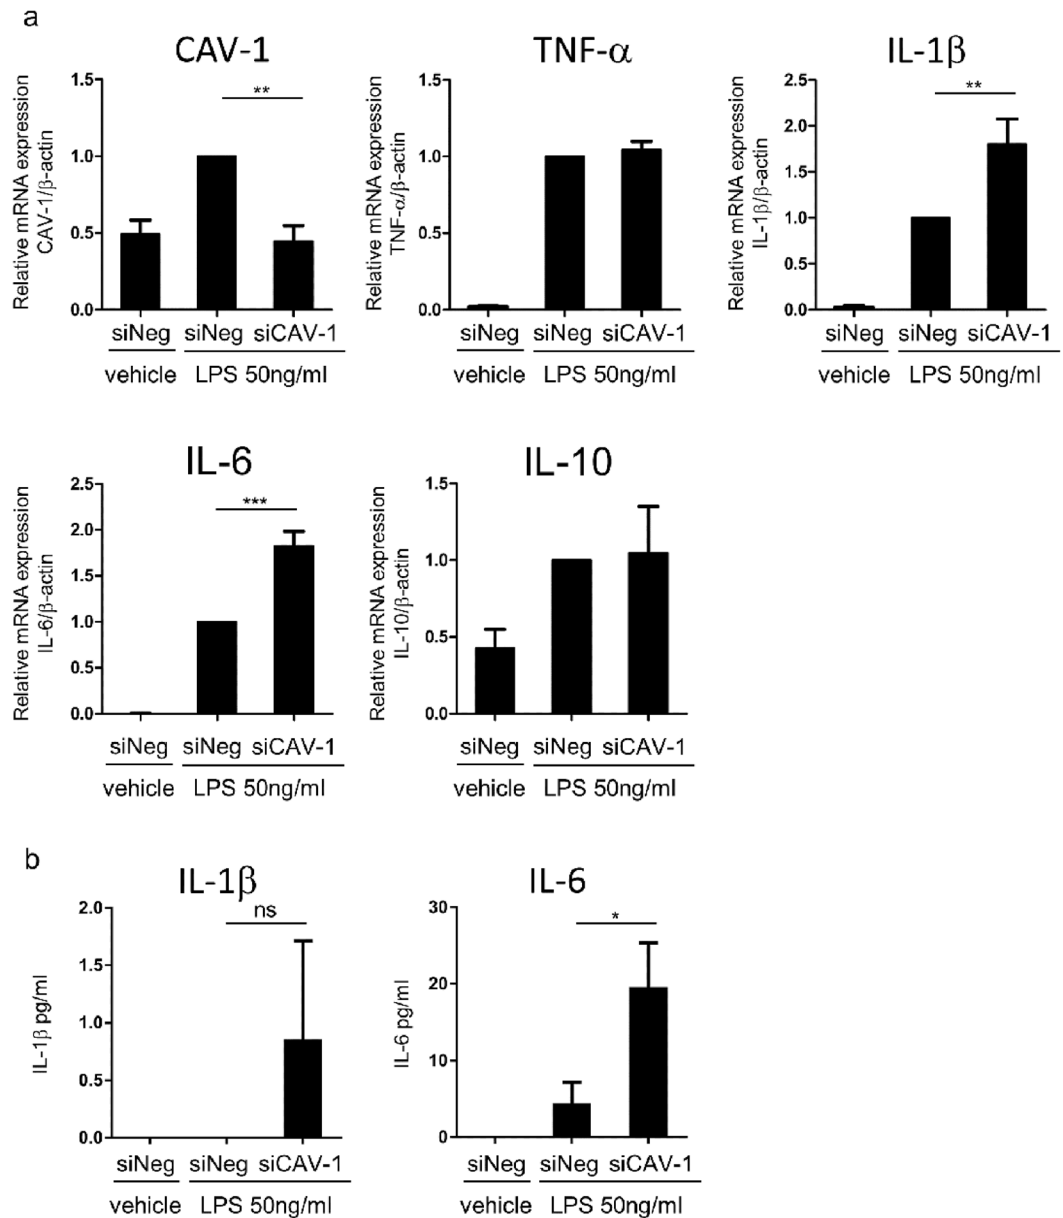 a
CAV-1
Relative mRNA expression
CAV-1/β-actin
1.5
1.0
0.5
0.0
**
siNeg siNeg siCAV-1
vehicle LPS 50ng/ml
TNF-α
Relative mRNA expression
TNF-α/β-actin
1.5
1.0
0.5
0.0
siNeg siNeg siCAV-1
vehicle LPS 50ng/ml
IL-1β
Relative mRNA expression
IL-1β/β-actin
2.5
2.0
1.5
1.0
0.5
0.0
**
siNeg siNeg siCAV-1
vehicle LPS 50ng/ml
IL-6
Relative mRNA expression
IL-6/β-actin
2.5
2.0
1.5
1.0
0.5
0.0
***
siNeg siNeg siCAV-1
vehicle LPS 50ng/ml
IL-10
Relative mRNA expression
IL-10/β-actin
1.5
1.0
0.5
0.0
siNeg siNeg siCAV-1
vehicle LPS 50ng/ml
b
IL-1β
IL-1β pg/ml
2.0
1.5
1.0
0.5
0.0
ns
siNeg siNeg siCAV-1
vehicle LPS 50ng/ml
IL-6
IL-6 pg/ml
30
20
10
0
*
siNeg siNeg siCAV-1
vehicle LPS 50ng/ml